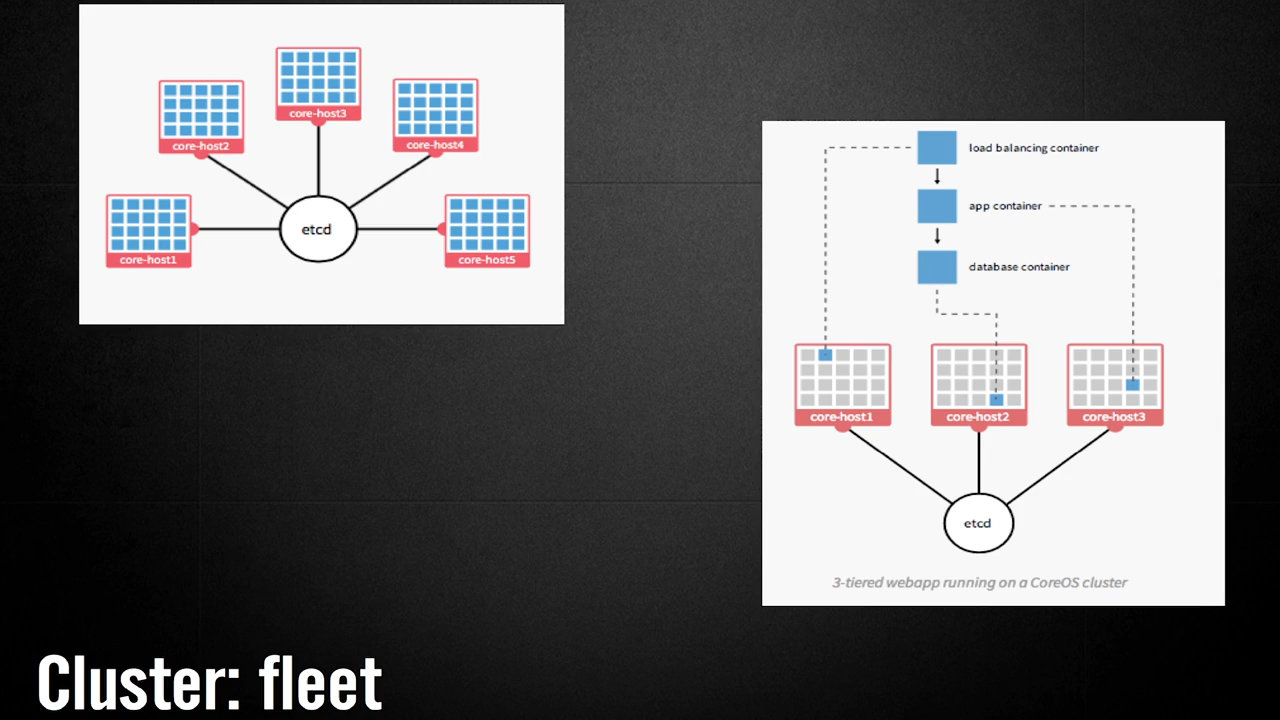 core-host3
core-host2
core-host4
etcd
core-host1
core-host5
load balancing container
app container
database container
core-host1
core-host2
core-host3
etcd
3-tiered webapp running on a CoreOS cluster
Cluster: fleet